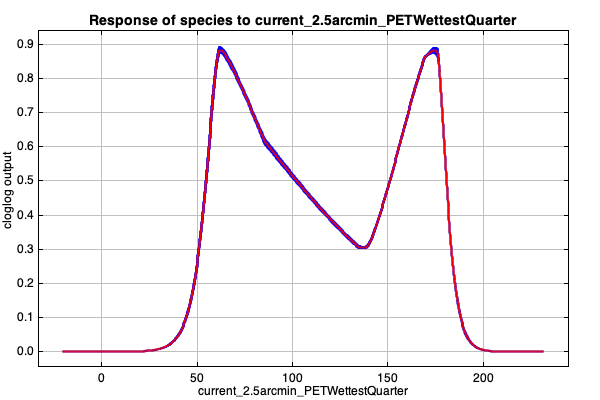 Response of species to current_2.5arcmin_PETWettestQuarter
0.9
0.8
0.7
0.6
0.5
0.4
0.3
0.2
0.1
0.0
cloglog output
0 50 100 150 200
current_2.5arcmin_PETWettestQuarter